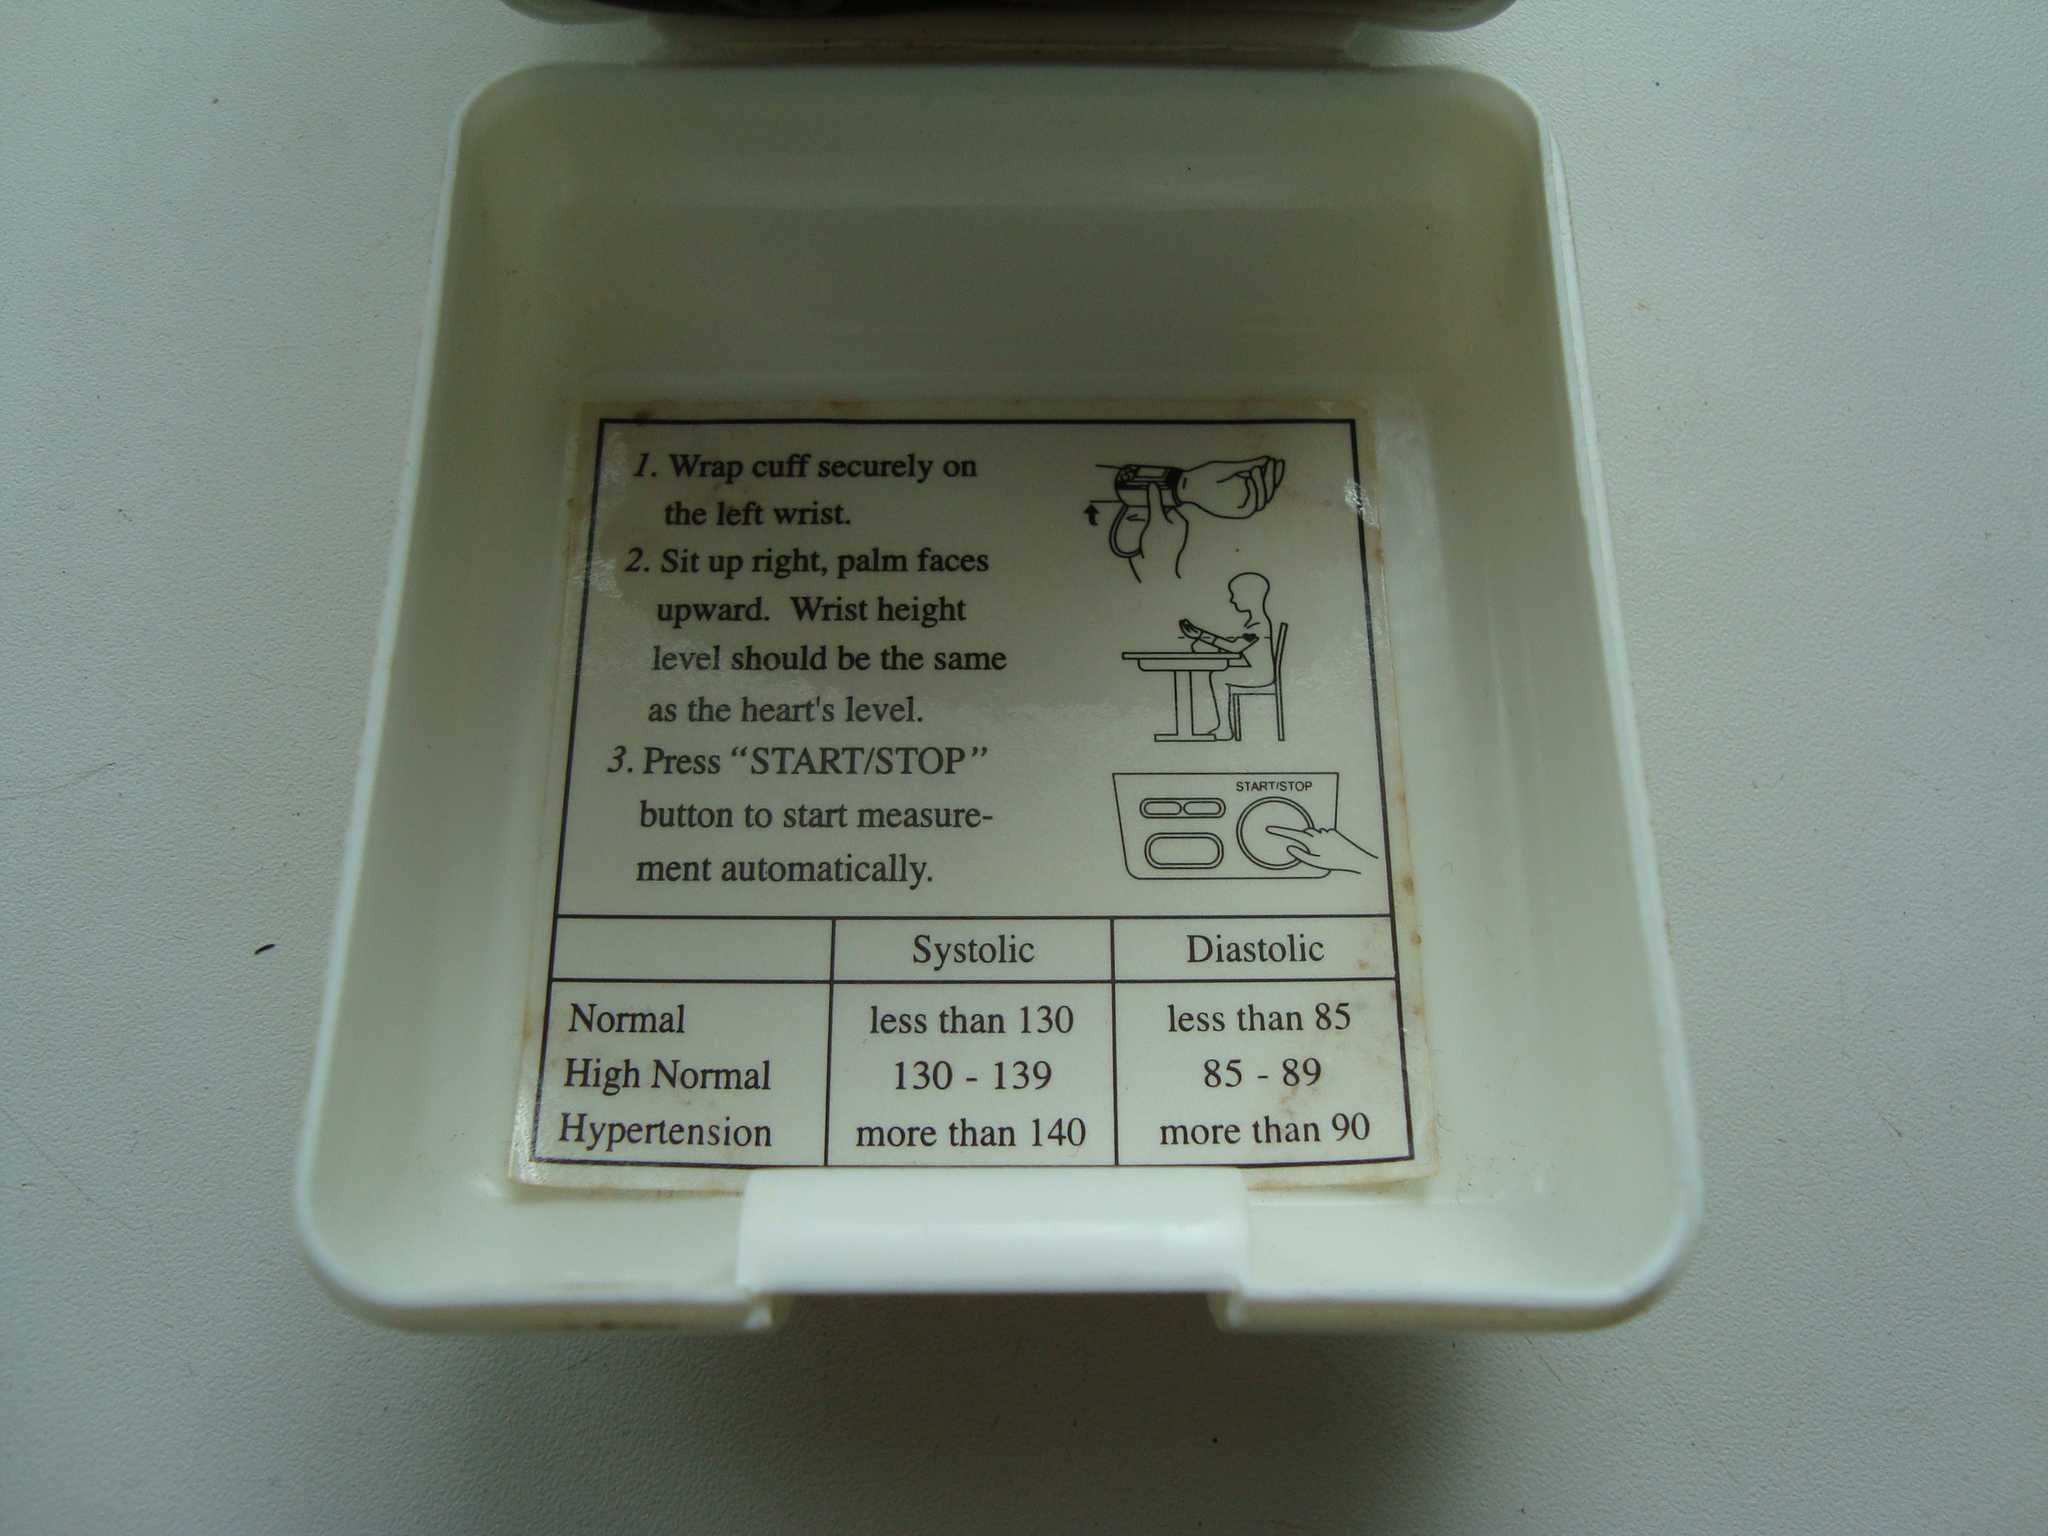 1. Wrap cuff securely on
the left wrist.
2. Sit up right, palm faces
upward. Wrist height
level should be the same
as the heart's level.
3. Press “START/STOP”
button to start measure-
ment automatically.
START/STOP
Systolic Diastolic
Normal less than 130 less than 85
High Normal 130 - 139 85 - 89
Hypertension more than 140 more than 90